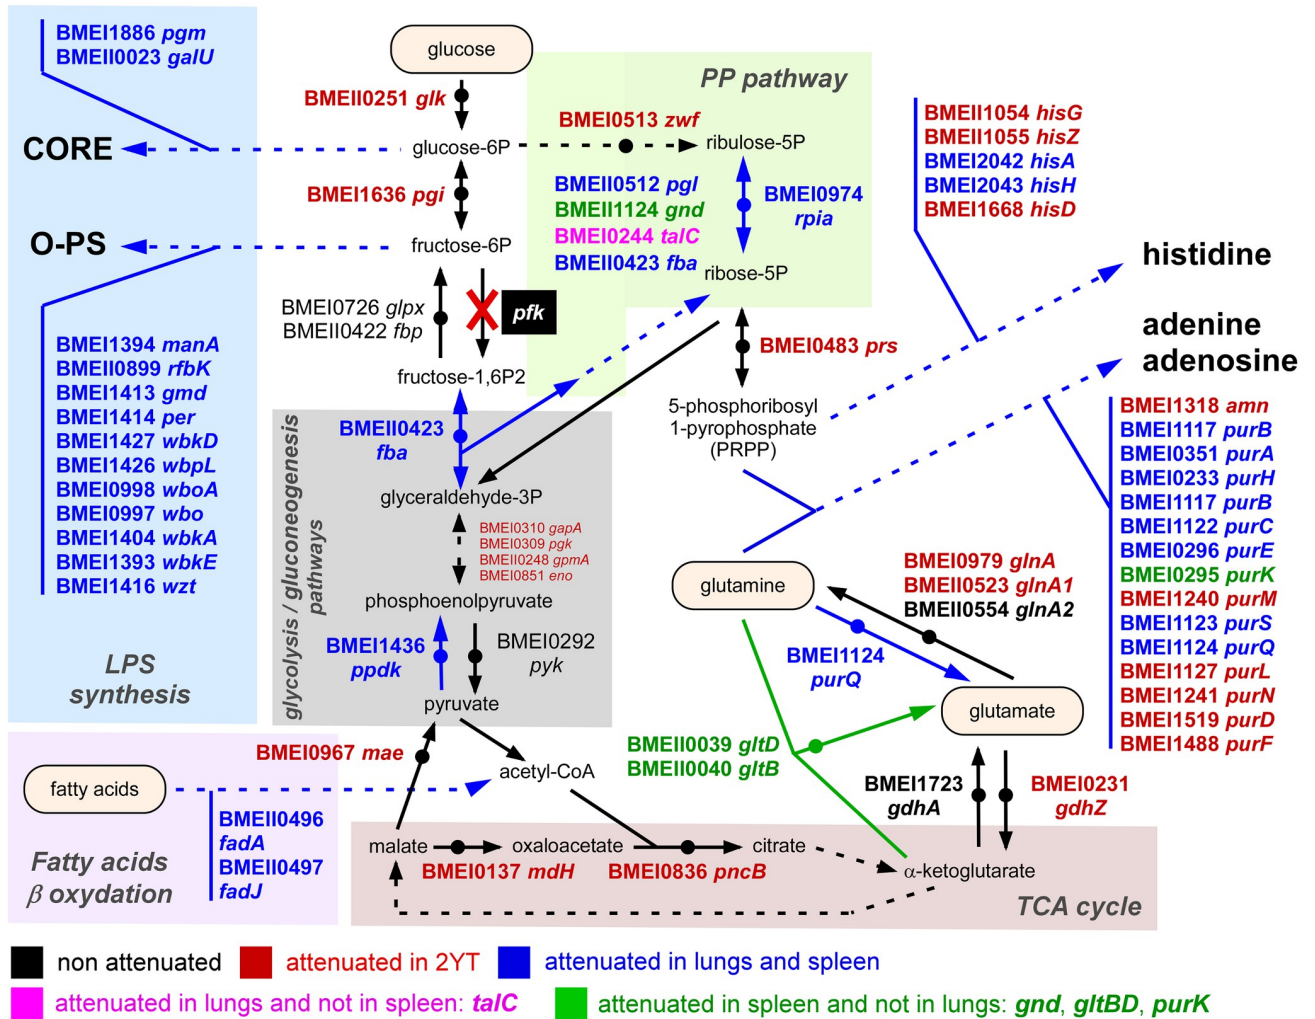 BMEI1886 pgm
BMEII0023 galU
CORE
O-PS
BMEI1394 manA
BMEII0899 rfbK
BMEI1413 gmd
BMEI1414 per
BMEI1427 wbkD
BMEI1426 wbpL
BMEI0998 wboA
BMEI0997 wbo
BMEI1404 wbkA
BMEI1393 wbkE
BMEI1416 wzt
LPS
synthesis
glucose
BMEII0251 glk
glucose-6P
BMEI1636 pgi
fructose-6P
BMEI0726 glpx
BMEII0422 fbp
pfk
fructose-1,6P2
glycolysis / gluconeogenesis
pathways
BMEII0423
fba
glyceraldehyde-3P
BMEI0310 gapA
BMEI0309 pgk
BMEII0248 gpmA
BMEI0851 eno
phosphoenolpyruvate
BMEI1436
ppdk
BMEI0292
pyk
pyruvate
PP pathway
BMEI0513 zwf
ribulose-5P
BMEII0512 pgl
BMEII1124 gnd
BMEI0244 talC
BMEII0423 fba
BMEI0974
rpia
ribose-5P
BMEI0483 prs
5-phosphoribosyl
1-pyrophosphate
(PRPP)
BMEII1054 hisG
BMEII1055 hisZ
BMEI2042 hisA
BMEI2043 hisH
BMEI1668 hisD
histidine
adenine
adenosine
BMEI1318 amn
BMEI1117 purB
BMEI0351 purA
BMEI0233 purH
BMEI1117 purB
BMEI1122 purC
BMEI0296 purE
BMEI0295 purK
BMEI1240 purM
BMEI1123 purS
BMEI1124 purQ
BMEI1127 purL
BMEI1241 purN
BMEI1519 purD
BMEI1488 purF
glutamine
BMEI0979 glnA
BMEII0523 glnA1
BMEII0554 glnA2
BMEI1124
purQ
glutamate
BMEII0039 gltD
BMEII0040 gltB
BMEI1723
gdhA
BMEI0231
gdhZ
BMEI0967 mae
acetyl-CoA
fatty acids
BMEII0496
fadA
BMEII0497
fadJ
Fatty acids
β oxydation
malate
oxaloacetate
citrate
α-ketoglutarate
BMEI0137 mdH
BMEI0836 pncB
TCA cycle
non attenuated
attenuated in 2YT
attenuated in lungs and spleen
attenuated in lungs and not in spleen: talC
attenuated in spleen and not in lungs: gnd, gltBD, purK